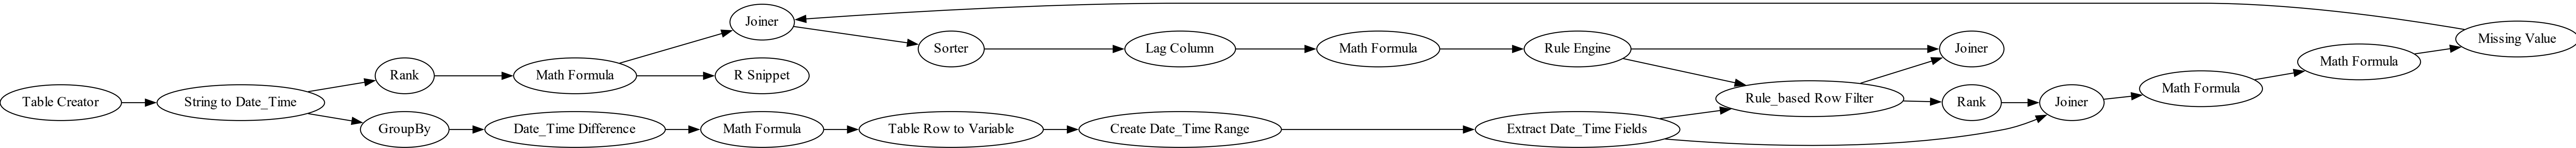 Table Creator
String to Date_Time
Rank
GroupBy
Math Formula
Date_Time Difference
Joiner
R Snippet
Math Formula
Table Row to Variable
Sorter
Create Date_Time Range
Lag Column
Math Formula
Rule Engine
Extract Date_Time Fields
Rule_based Row Filter
Joiner
Rank
Joiner
Math Formula
Math Formula
Missing Value